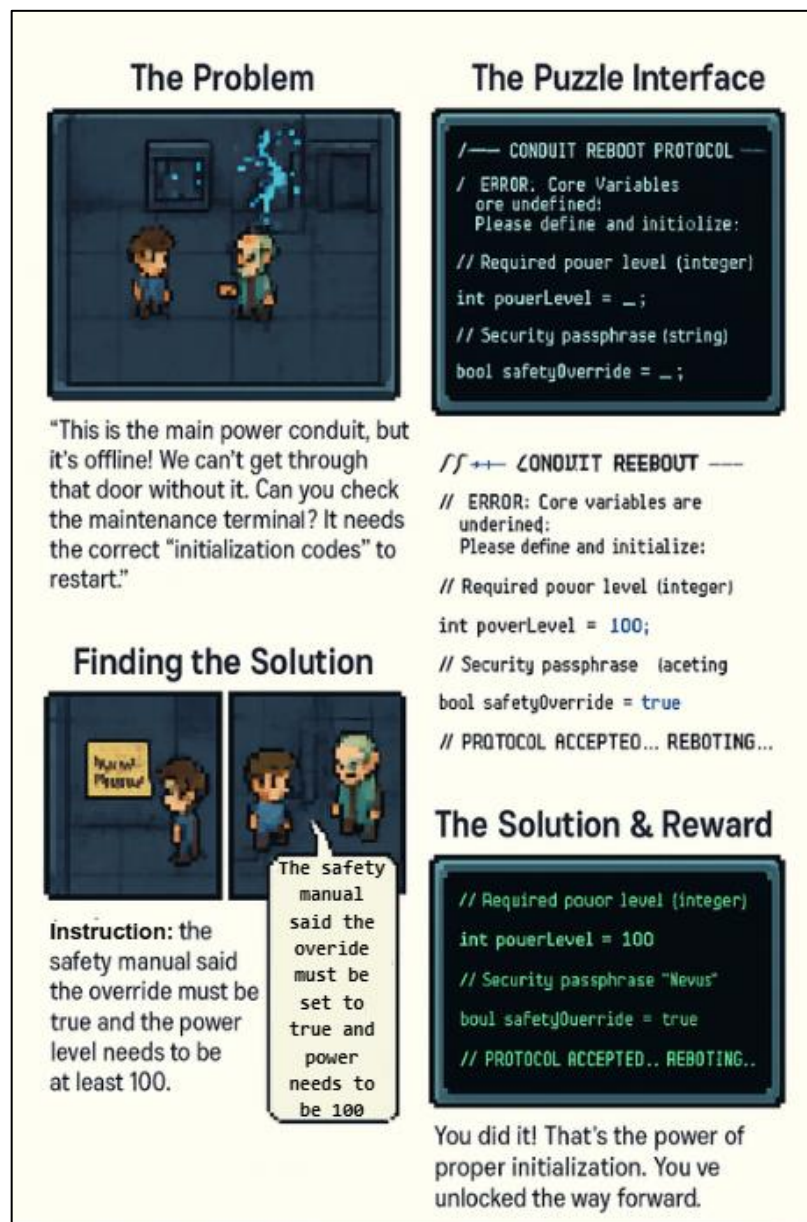 The Problem
"This is the main power conduit, but
it's offline! We can't get through
that door without it. Can you check
the maintenance terminal? It needs
the correct "initialization codes" to
restart."
Finding the Solution
Instruction: the
safety manual said
the override must be
true and the power
level needs to be
at least 100.
The safety
manual
said the
overide
must be
set to
true and
power
needs to
be 100
The Puzzle Interface
/—— CONDUIT REBOOT PROTOCOL ——
/ ERROR. Core Variables
ore undefined:
Please define and initiolize:
// Required pouer level (integer)
int pouerLevel = _ ;
// Security passphrase (string)
bool safetyOverride = _ ;
CONDUIT REEBOUT ---
// ERROR: Core variables are
underined:
Please define and initialize:
// Required pouor level (integer)
int poverLevel = 100;
// Security passphrase (aceting
bool safetyOverride = true
// PROTOCOL ACCEPTEO... REBOTING...
The Solution & Reward
// Required pouor level (integer)
int pouerLevel = 100
// Security passphrase "Nevus"
boul safetyOuerride = true
// PROTOCOL ACCEPTED.. REBOTING..
You did it! That's the power of
proper initialization. You ve
unlocked the way forward.